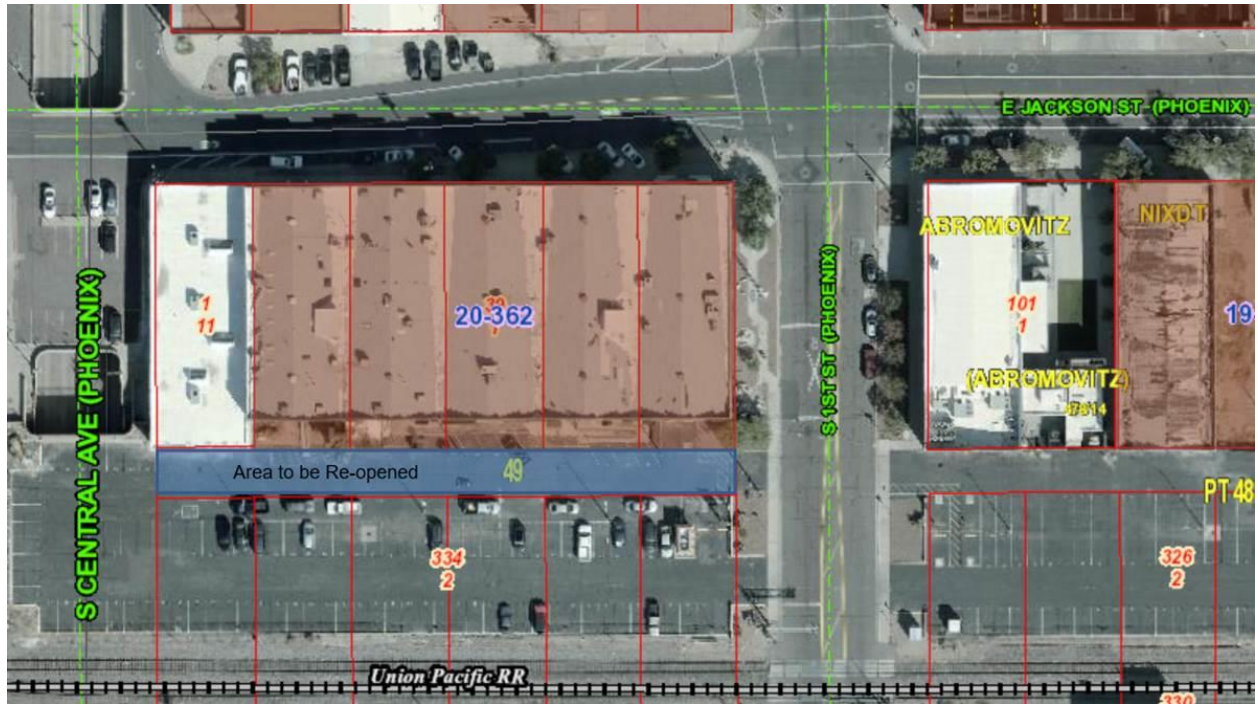 E JACKSON ST (PHOENIX)
S CENTRAL AVE (PHOENIX)
1
11
20-362
S 1ST ST (PHOENIX)
ABROMOVITZ
NIXDT
101
1
19
(ABROMOVITZ)
Area to be Re-opened
49
PT 48
334
2
326
2
Union Pacific RR
330